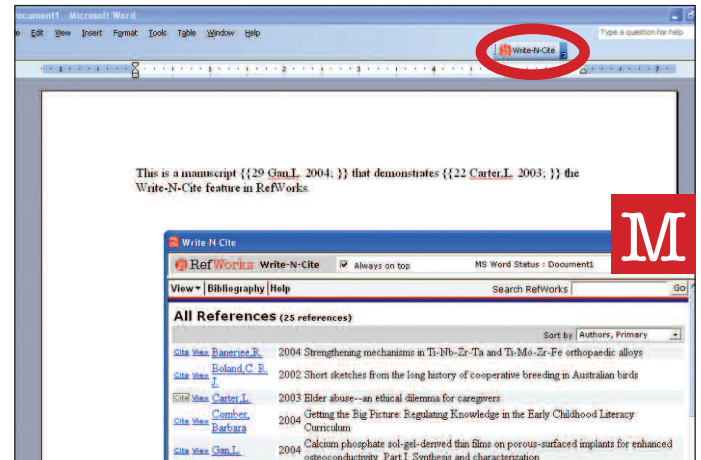 ocument1 - Microsoft Word
e Edit View Insert Format Tools Table Window Help Type a question for help
Write-N-Cite
1 1 2 3 4 7
This is a manuscript {{29 Gan,L. 2004; }} that demonstrates {{22 Carter,L. 2003; }} the
Write-N-Cite feature in RefWorks.
M
Write-N-Cite
RefWorks Write-N-Cite Always on top MS Word Status : Document1
View Bibliography Help Search RefWorks Go
All References (25 references)
Sort by Authors, Primary
Cite View Banerjee,R. 2004 Strengthening mechanisms in Ti-Nb-Zr-Ta and Ti-Mo-Zr-Fe orthopaedic alloys
Cite View Boland,C. R. J. 2002 Short sketches from the long history of cooperative breeding in Australian birds
Cite View Carter,L. 2003 Elder abuse--an ethical dilemma for caregivers
Cite View Comber, Barbara 2004 Getting the Big Picture: Regulating Knowledge in the Early Childhood Literacy
Curriculum
Cite View Gan,L. 2004 Calcium phosphate sol-gel-derived thin films on porous-surfaced implants for enhanced
osteoconductivity. Part I: Synthesis and characterization